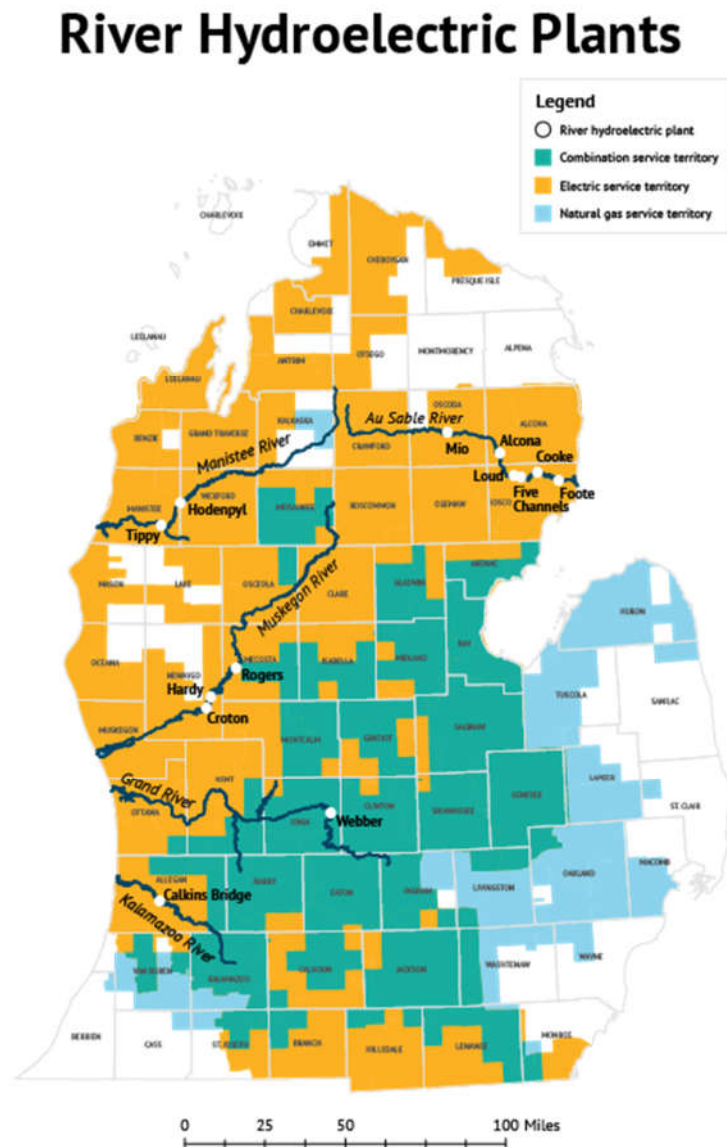 River Hydroelectric Plants
Legend
River hydroelectric plant
Combination service territory
Electric service territory
Natural gas service territory
CHARLEVOIX
EMMET
CHEBOYGAN
PRESQUE ISLE
CHARLEVOIX
LEELANAU
ANTRIM
OTSEGO
MONTMORENCY
ALPENA
LEELANAU
BENZIE
GRAND TRAVERSE
KALKASKA
CRAWFORD
OSCODA
ALCONA
Au Sable River
Mio
Alcona
Manistee River
Cooke
Loud
Five
Channels
Foote
MANISTEE
WEXFORD
MISSAUKEE
ROSCOMMON
OGEMAW
IOSCO
Hodenpyl
Tippy
MASON
LAKE
OSCEOLA
CLARE
GLADWIN
ARENAC
Muskegon River
HURON
OCEANA
NEWAYGO
MECOSTA
ISABELLA
MIDLAND
BAY
Rogers
Hardy
Croton
TUSCOLA
SANILAC
MUSKEGON
MONTCALM
GRATIOT
SAGINAW
Grand River
KENT
OTTAWA
IONIA
CLINTON
SHIAWASSEE
GENESEE
LAPEER
ST. CLAIR
Webber
ALLEGAN
BARRY
EATON
INGHAM
LIVINGSTON
OAKLAND
MACOMB
Calkins Bridge
Kalamazoo River
VAN BUREN
KALAMAZOO
CALHOUN
JACKSON
WASHTENAW
WAYNE
BERRIEN
CASS
ST. JOSEPH
BRANCH
HILLSDALE
LENAWEE
MONROE
0 25 50 100 Miles